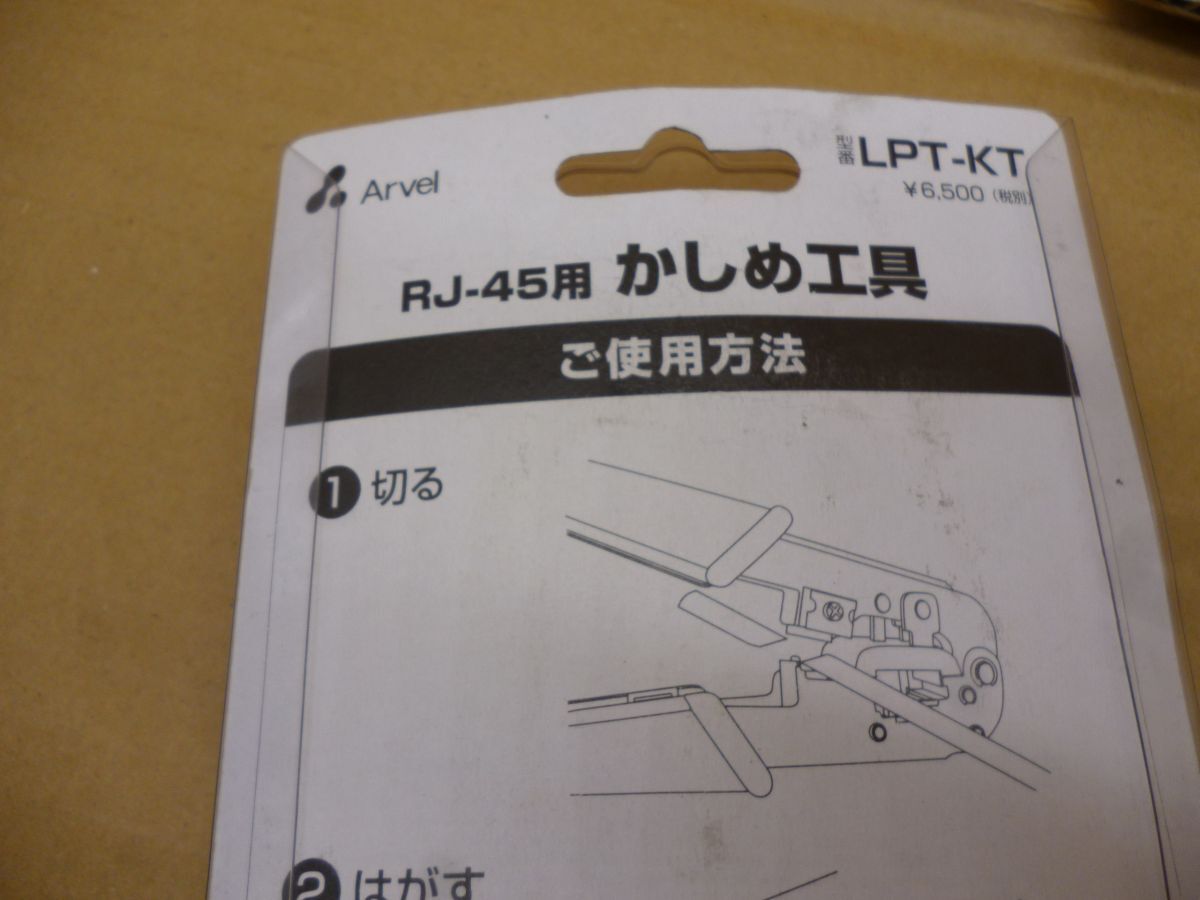 Arvel
型番 LPT-KT
¥6,500 (税別)
RJ-45用 かしめ工具
ご使用方法
1 切る
2 はがす